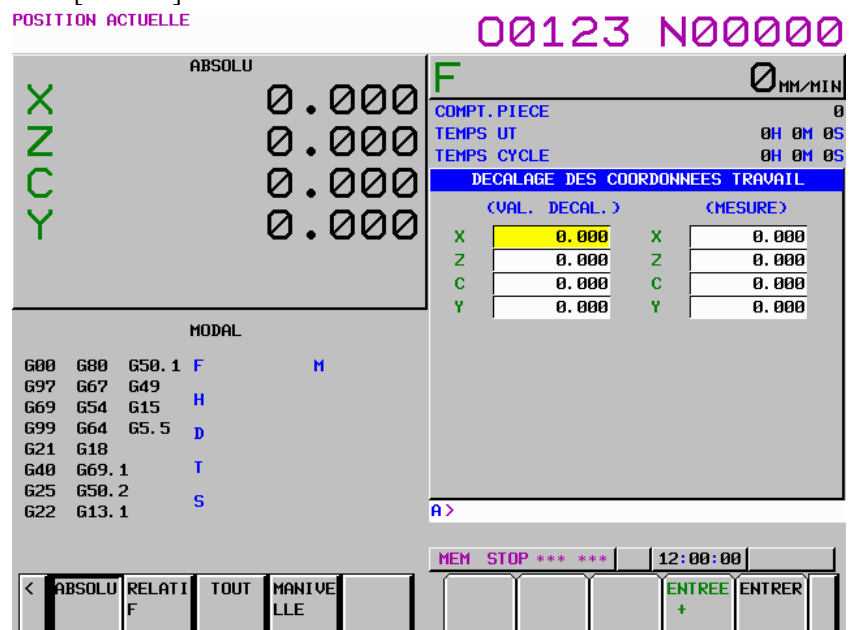 POSITION ACTUELLE
O0123 N00000
ABSOLU
X 0.000
Z 0.000
C 0.000
Y 0.000
F 0 MM/MIN
COMPT.PIECE 0
TEMPS UT 0H 0M 0S
TEMPS CYCLE 0H 0M 0S
DECALAGE DES COORDONNEES TRAVAIL
(VAL. DECAL.) (MESURE)
X 0.000 X 0.000
Z 0.000 Z 0.000
C 0.000 C 0.000
Y 0.000 Y 0.000
MODAL
G00 G80 G50.1 F M
G97 G67 G49
G69 G54 G15 H
G99 G64 G5.5 D
G21 G18
G40 G69.1 T
G25 G50.2 S
G22 G13.1
A>
MEM STOP *** *** 12:00:00
< ABSOLU RELATI TOUT MANIVE ENTREE ENTRER
F LLE +